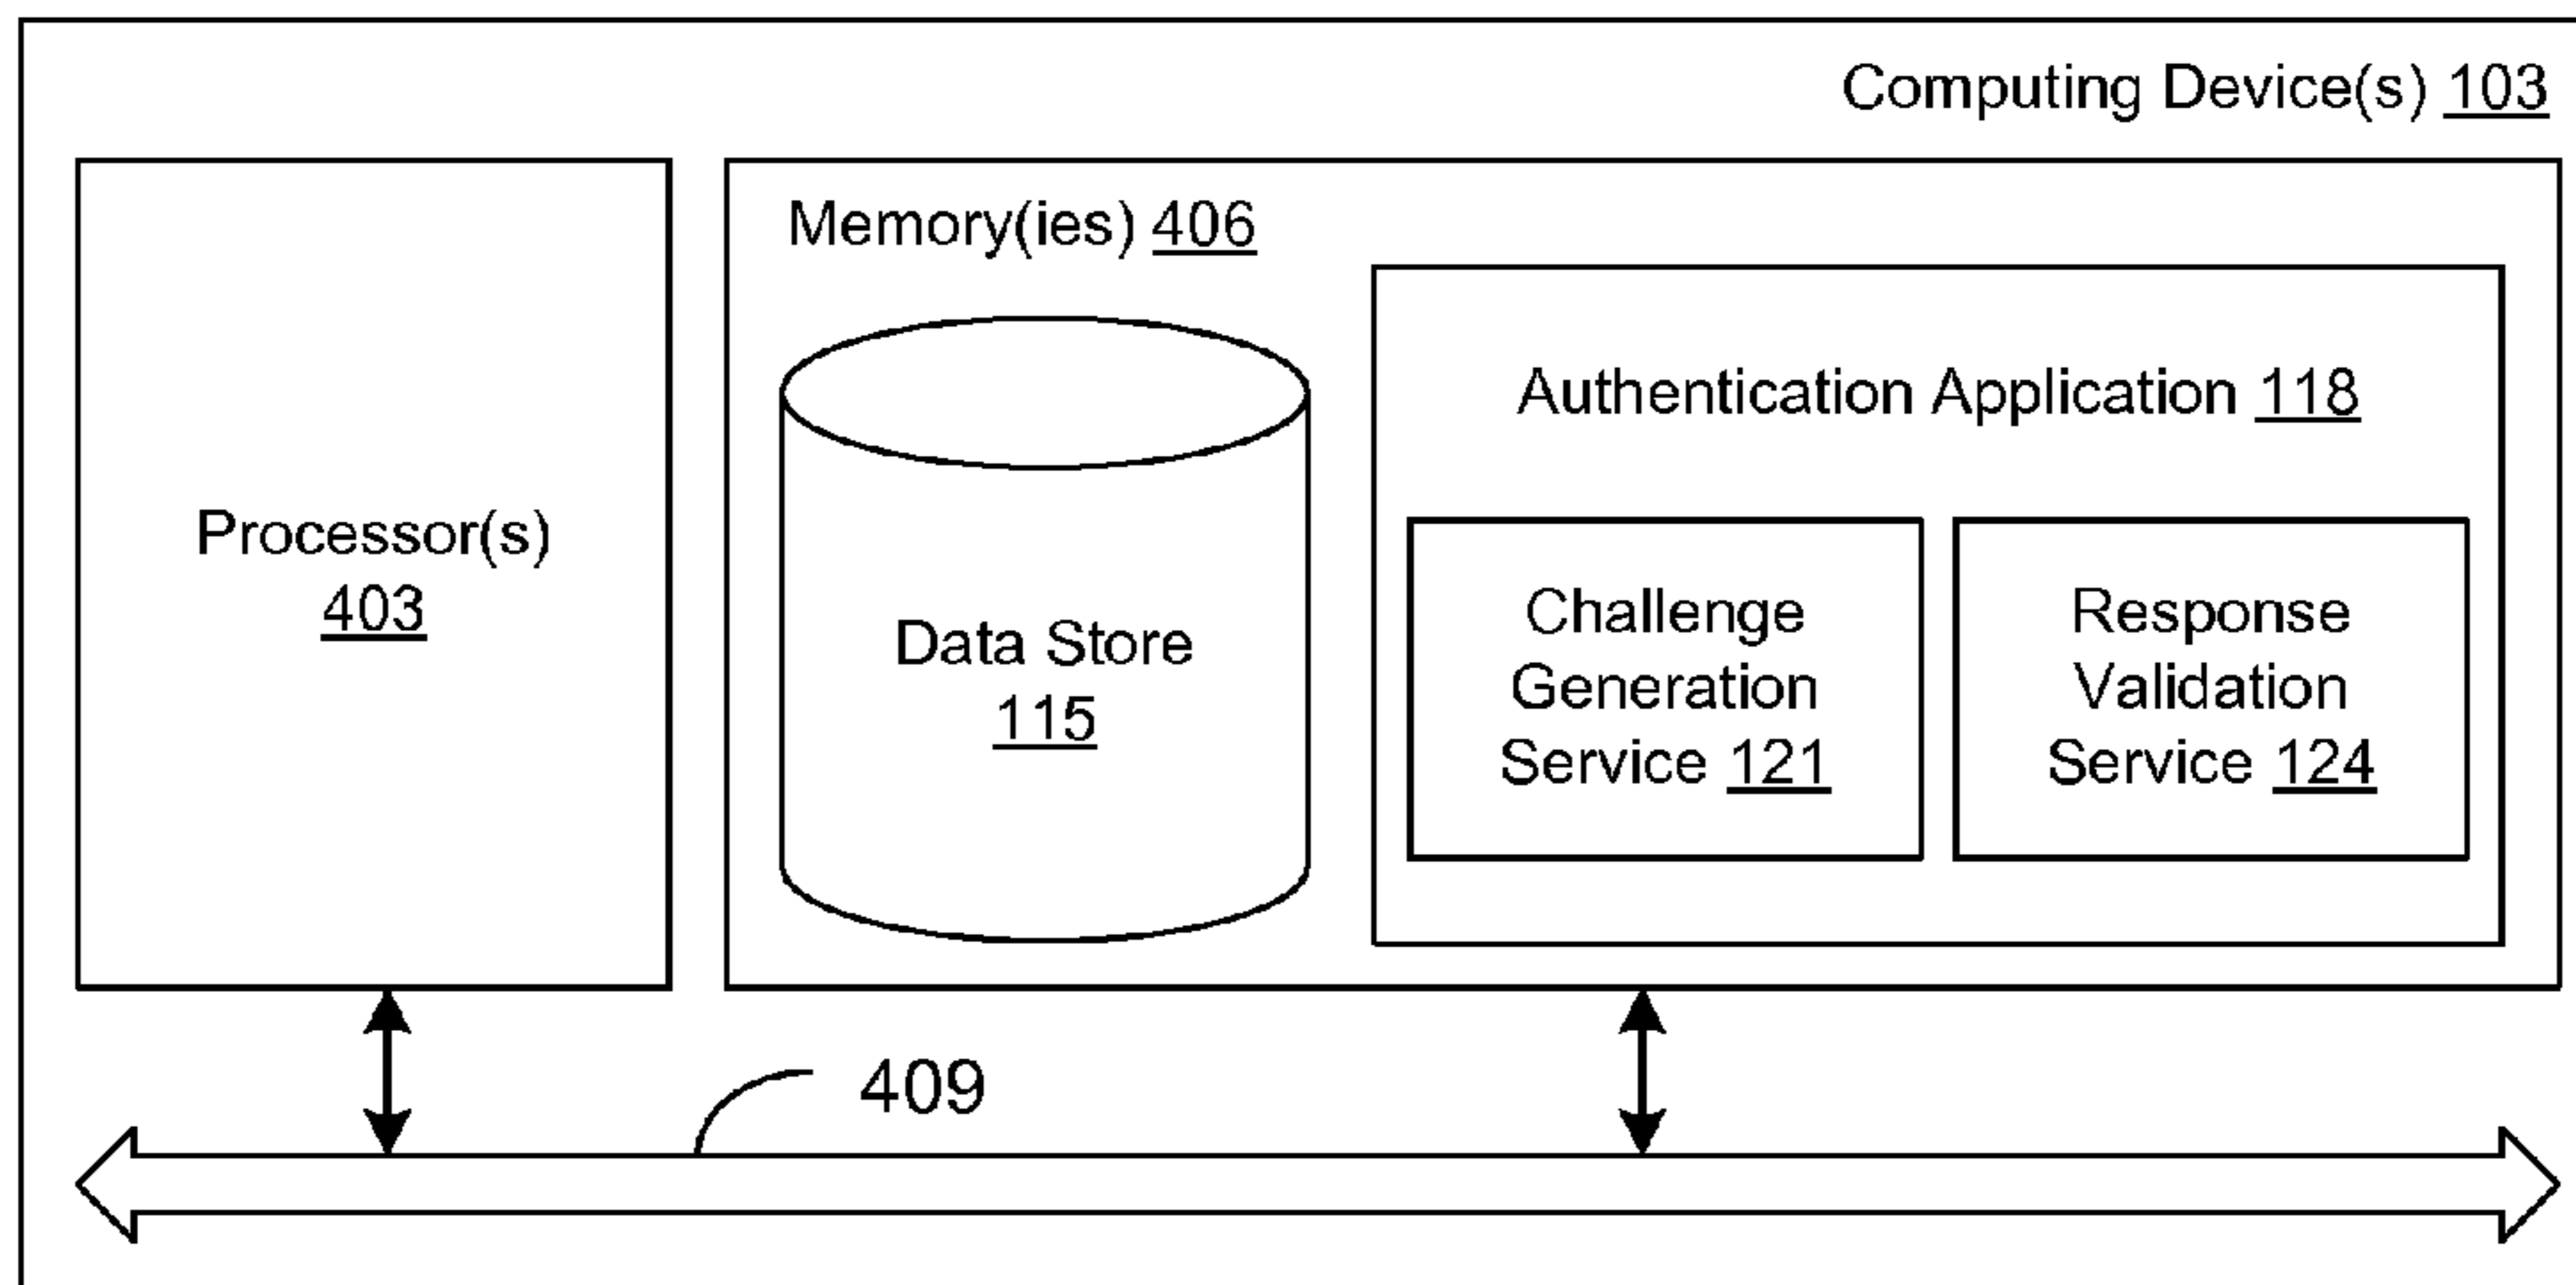 Computing Device(s) 103
Memory(ies) 406
Authentication Application 118
Processor(s)
403
Data Store
115
Challenge
Generation
Service 121
Response
Validation
Service 124
409